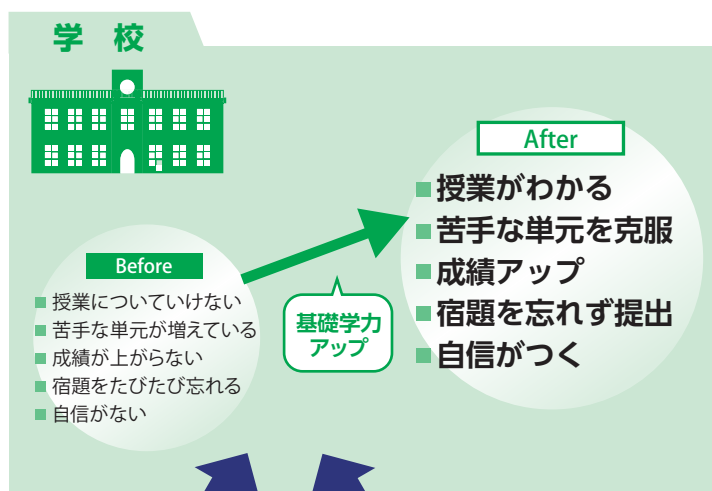 学 校
Before
授業についていけない
苦手な単元が増えている
成績が上がらない
宿題をたびたび忘れる
自信がない
基礎学力
アップ
After
授業がわかる
苦手な単元を克服
成績アップ
宿題を忘れず提出
自信がつく